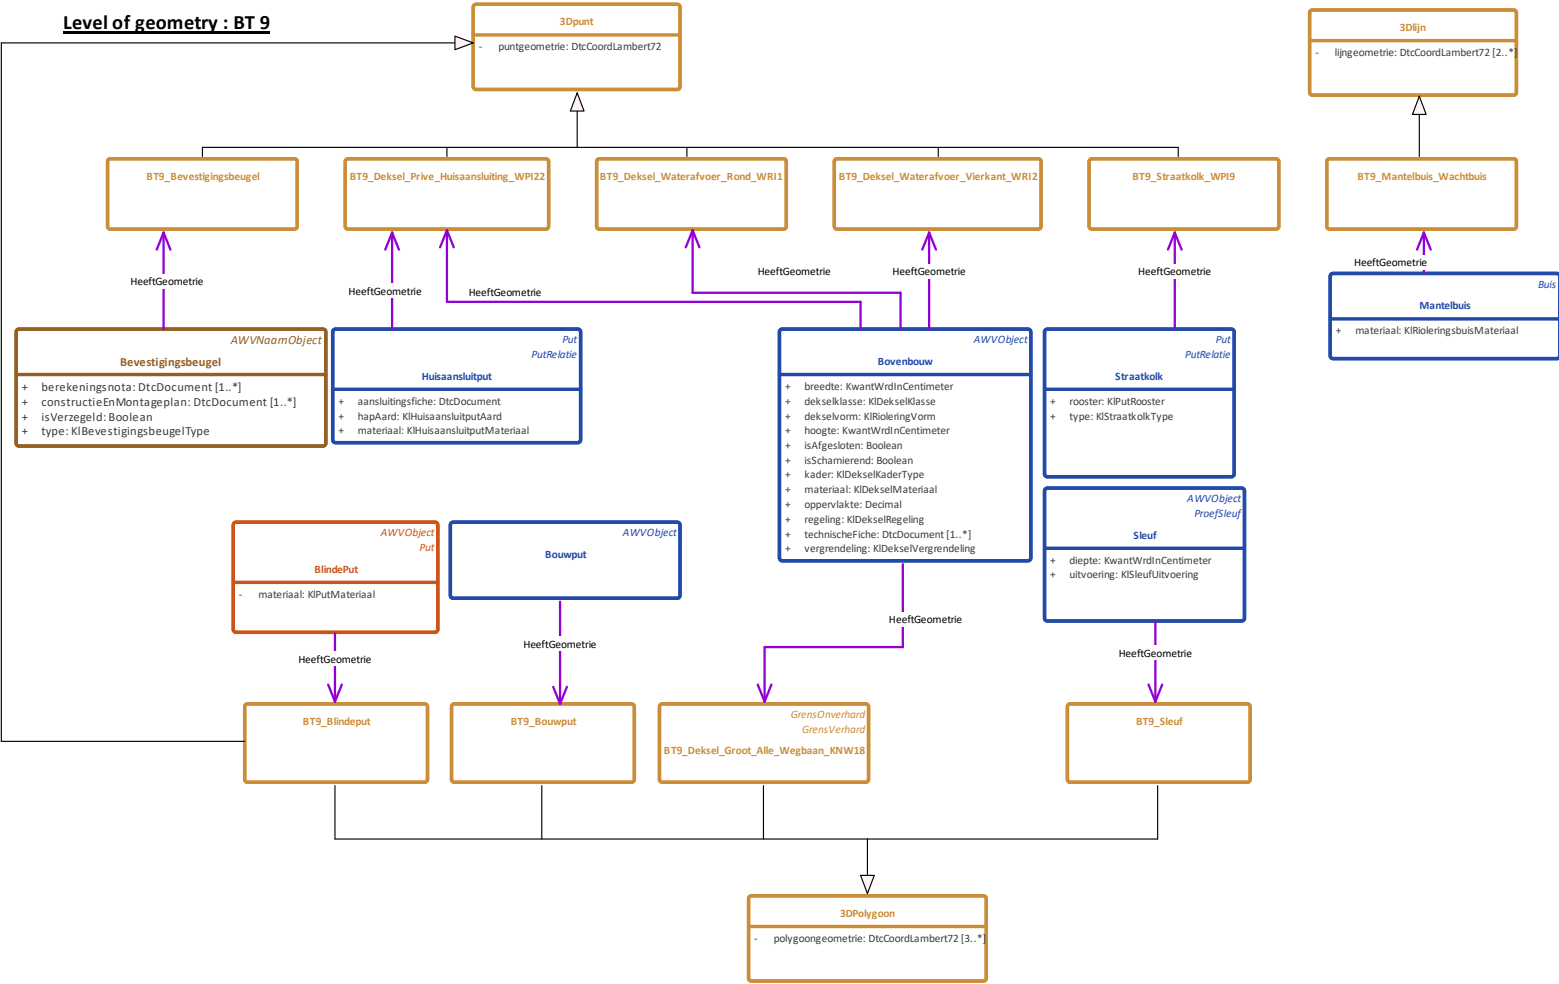 Level of geometry : BT 9
3Dpunt
- puntgeometrie: DtcCoordLambert72
3Dlijn
- lijngeometrie: DtcCoordLambert72 [2..*]
BT9_Bevestigingsbeugel
BT9_Deksel_Prive_Huisaansluiting_WPI22
BT9_Deksel_Waterafvoer_Rond_WRI1
BT9_Deksel_Waterafvoer_Vierkant_WRI2
BT9_Straatkolk_WPI9
BT9_Mantelbuis_Wachtbuis
HeeftGeometrie
HeeftGeometrie
HeeftGeometrie
HeeftGeometrie
HeeftGeometrie
HeeftGeometrie
HeeftGeometrie
Buis
Mantelbuis
+ materiaal: KlRioleringsbuisMateriaal
AWVNaamObject
Bevestigingsbeugel
+ berekeningsnota: DtcDocument [1..*]
+ constructieEnMontageplan: DtcDocument [1..*]
+ isVerzegeld: Boolean
+ type: KlBevestigingsbeugelType
Put
PutRelatie
Huisaansluitput
+ aansluitingsfiche: DtcDocument
+ hapAard: KlHuisaansluitputAard
+ materiaal: KlHuisaansluitputMateriaal
AWVObject
Bovenbouw
+ breedte: KwantWrdInCentimeter
+ dekselklasse: KlDekselKlasse
+ dekselvorm: KlRioleringVorm
+ hoogte: KwantWrdInCentimeter
+ isAfgesloten: Boolean
+ isScharnierend: Boolean
+ kader: KlDekselKaderType
+ materiaal: KlDekselMateriaal
+ oppervlakte: Decimal
+ regeling: KlDekselRegeling
+ technischeFiche: DtcDocument [1..*]
+ vergrendeling: KlDekselVergrendeling
Put
PutRelatie
Straatkolk
+ rooster: KlPutRooster
+ type: KlStraatkolkType
AWVObject
ProefSleuf
Sleuf
+ diepte: KwantWrdInCentimeter
+ uitvoering: KlSleufUitvoering
AWVObject
Put
BlindePut
- materiaal: KlPutMateriaal
AWVObject
Bouwput
HeeftGeometrie
HeeftGeometrie
HeeftGeometrie
HeeftGeometrie
BT9_Blindeput
BT9_Bouwput
GrensOnverhard
GrensVerhard
BT9_Deksel_Groot_Alle_Wegbaan_KNW18
BT9_Sleuf
3DPolygoon
- polygoongeometrie: DtcCoordLambert72 [3..*]